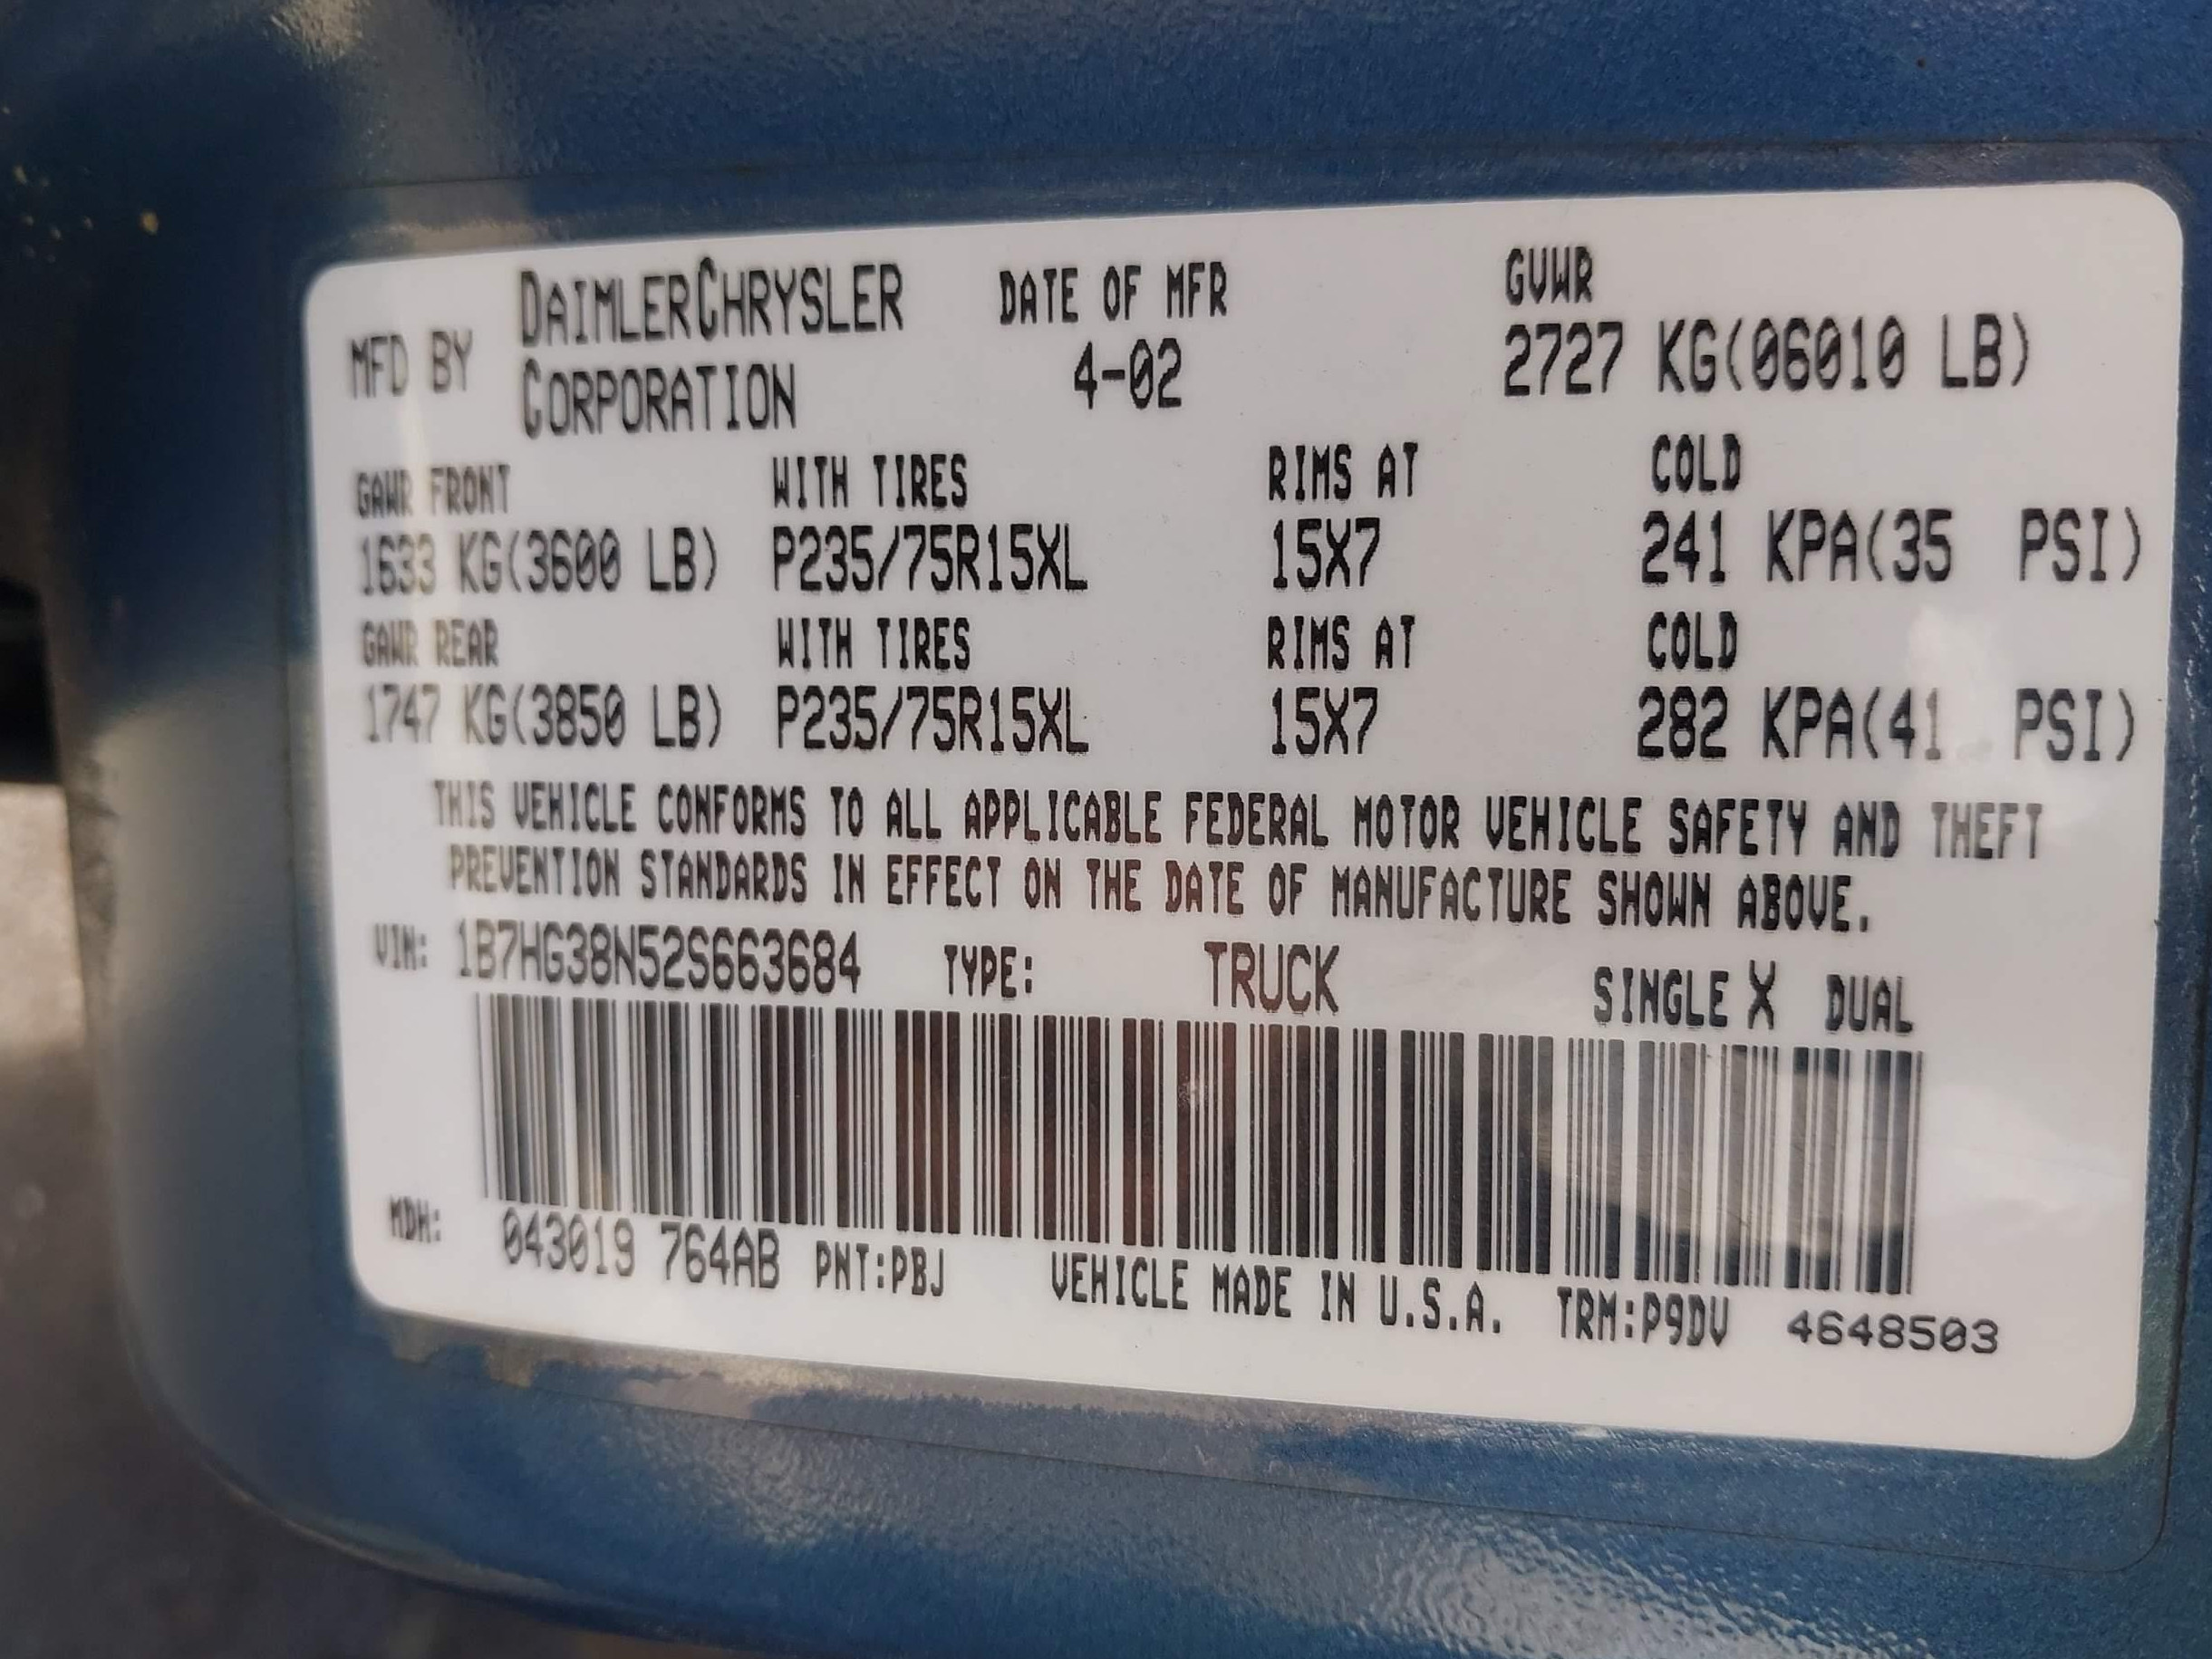 MFD BY DAIMLERCHRYSLER CORPORATION DATE OF MFR 4-02 GVWR 2727 KG(06010 LB)
GAWR FRONT WITH TIRES RIMS AT COLD
1633 KG(3600 LB) P235/75R15XL 15X7 241 KPA(35 PSI)
GAWR REAR WITH TIRES RIMS AT COLD
1747 KG(3850 LB) P235/75R15XL 15X7 282 KPA(41 PSI)
THIS VEHICLE CONFORMS TO ALL APPLICABLE FEDERAL MOTOR VEHICLE SAFETY AND THEFT
PREVENTION STANDARDS IN EFFECT ON THE DATE OF MANUFACTURE SHOWN ABOVE.
VIN: 1B7HG38N52S663684 TYPE: TRUCK SINGLE X DUAL
MDH: 043019 764AB PNT:PBJ VEHICLE MADE IN U.S.A. TRM:P9DV 4648503